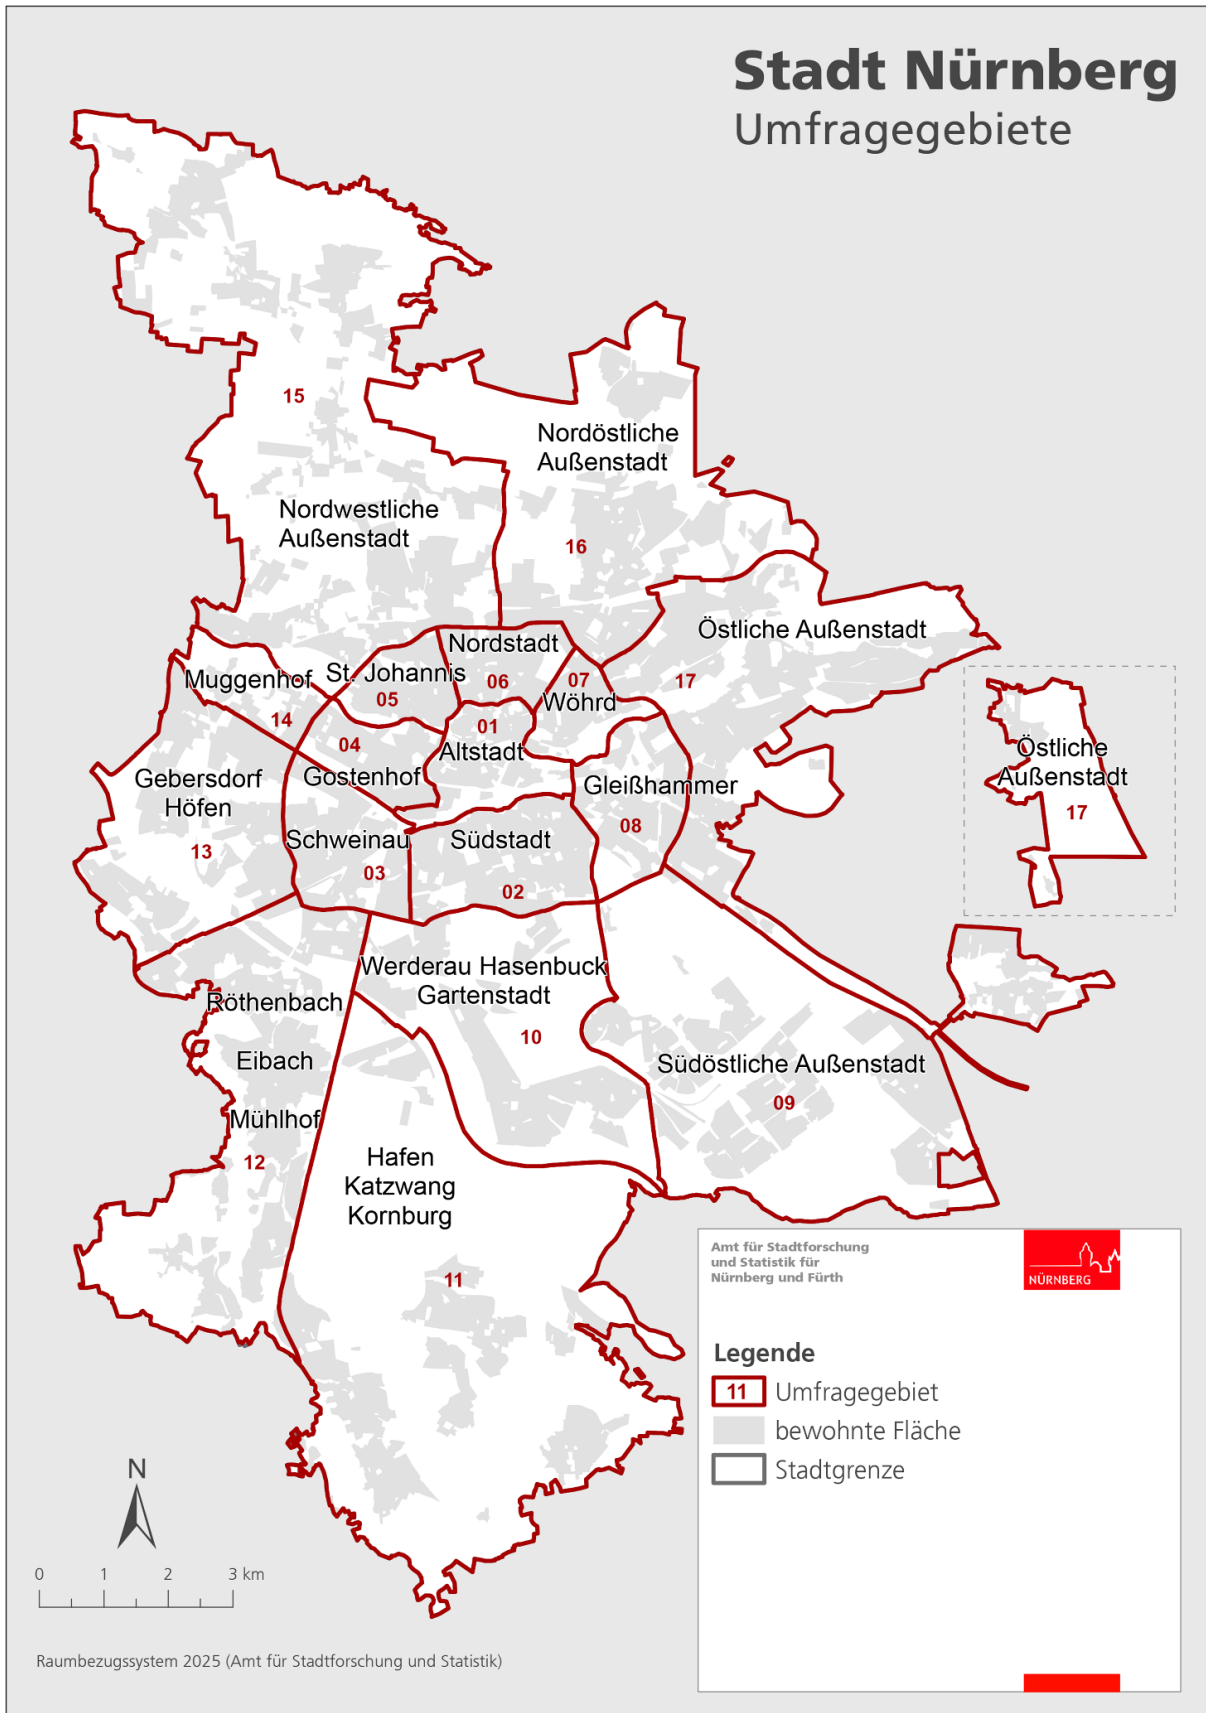 Stadt Nürnberg
Umfragegebiete
15
Nordöstliche
Außenstadt
Nordwestliche
Außenstadt
16
Östliche Außenstadt
17
Nordstadt
06
07
Wöhrd
St. Johannis
05
Muggenhof
14
04
Gostenhof
01
Altstadt
Östliche
Außenstadt
17
Gebersdorf
Höfen
13
Gleißhammer
08
Schweinau
03
Südstadt
02
Werderau Hasenbuck
Gartenstadt
10
Röthenbach
Eibach
Mühlhof
12
Südöstliche Außenstadt
09
Hafen
Katzwang
Kornburg
11
Amt für Stadtforschung
und Statistik für
Nürnberg und Fürth
NÜRNBERG
Legende
11 Umfragegebiet
bewohnte Fläche
Stadtgrenze
N
0 1 2 3 km
Raumbezugssystem 2025 (Amt für Stadtforschung und Statistik)